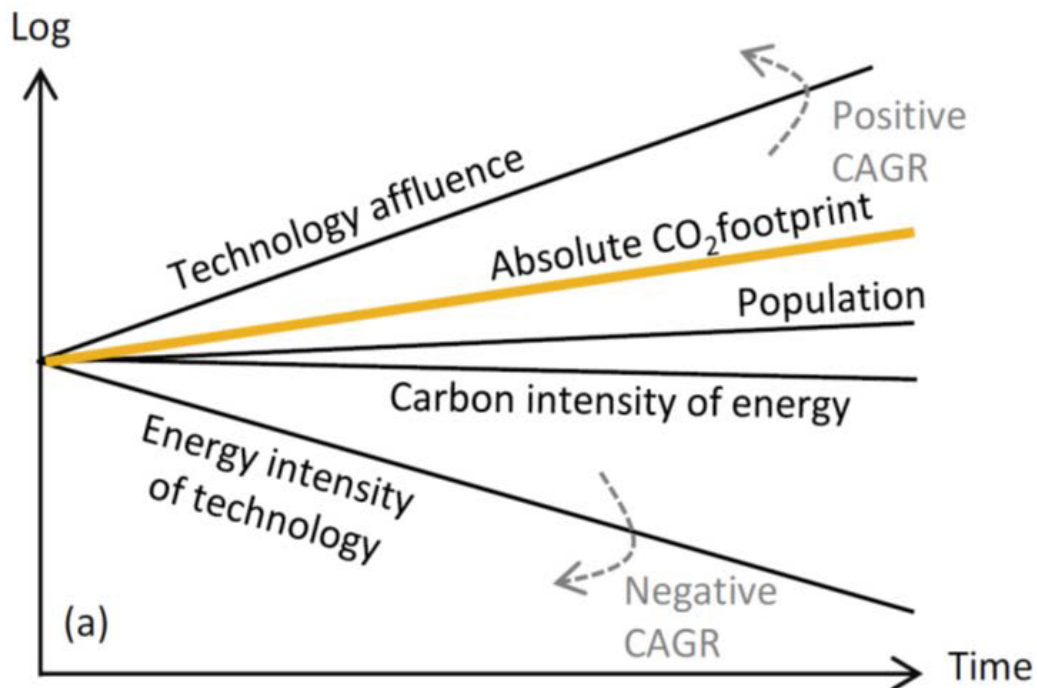 Log
Positive
CAGR
Technology affluence
Absolute CO₂footprint
Population
Carbon intensity of energy
Energy intensity
of technology
Negative
CAGR
(a)
Time